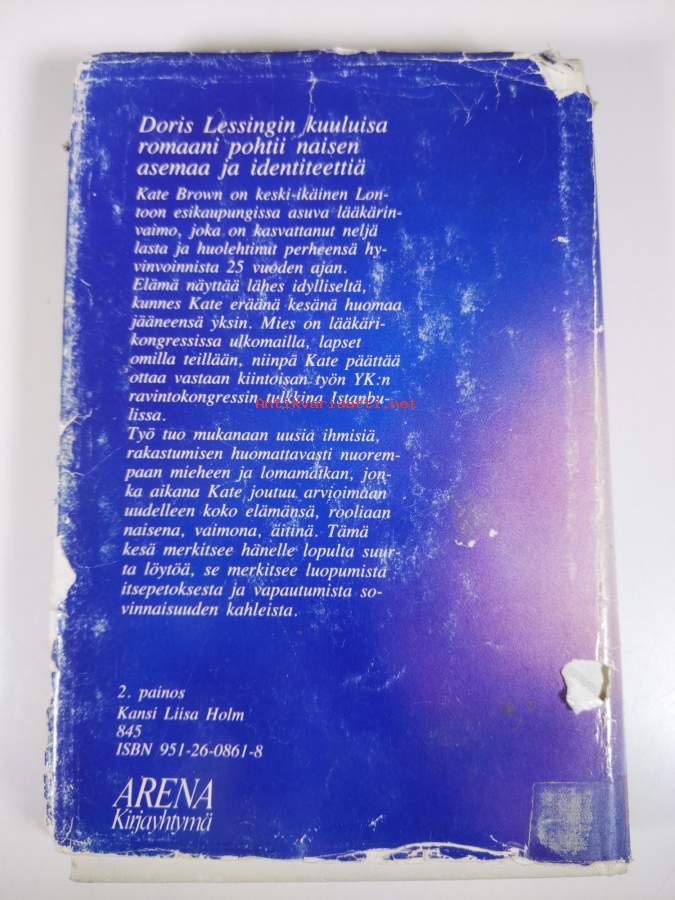 Doris Lessingin kuuluisa
romaani pohtii naisen
asemaa ja identiteettiä
Kate Brown on keski-ikäinen Lon-
toon esikaupungissa asuva lääkärin-
vaimo, joka on kasvattanut neljä
lasta ja huolehtinut perheensä hy-
vinvoinnista 25 vuoden ajan.
Elämä näyttää lähes idylliseltä,
kunnes Kate eräänä kesänä huomaa
jääneensä yksin. Mies on lääkäri-
kongressissa ulkomailla, lapset
omilla teillään, niinpä Kate päättää
ottaa vastaan kiintoisan työn YK:n
ravintokongressin tulkkina Istanbu-
Antikvariaatti.net
lissa.
Työ tuo mukanaan uusia ihmisiä,
rakastumisen huomattavasti nuorem-
paan mieheen ja lomamatkan, jon-
ka aikana Kate joutuu arvioimaan
uudelleen koko elämänsä, rooliaan
naisena, vaimona, äitinä. Tämä
kesä merkitsee hänelle lopulta suur-
ta löytöä, se merkitsee luopumista
itsepetoksesta ja vapautumista so-
vinnaisuuden kahleista.
2. painos
Kansi Liisa Holm
845
ISBN 951-26-0861-8
ARENA
Kirjayhtymä